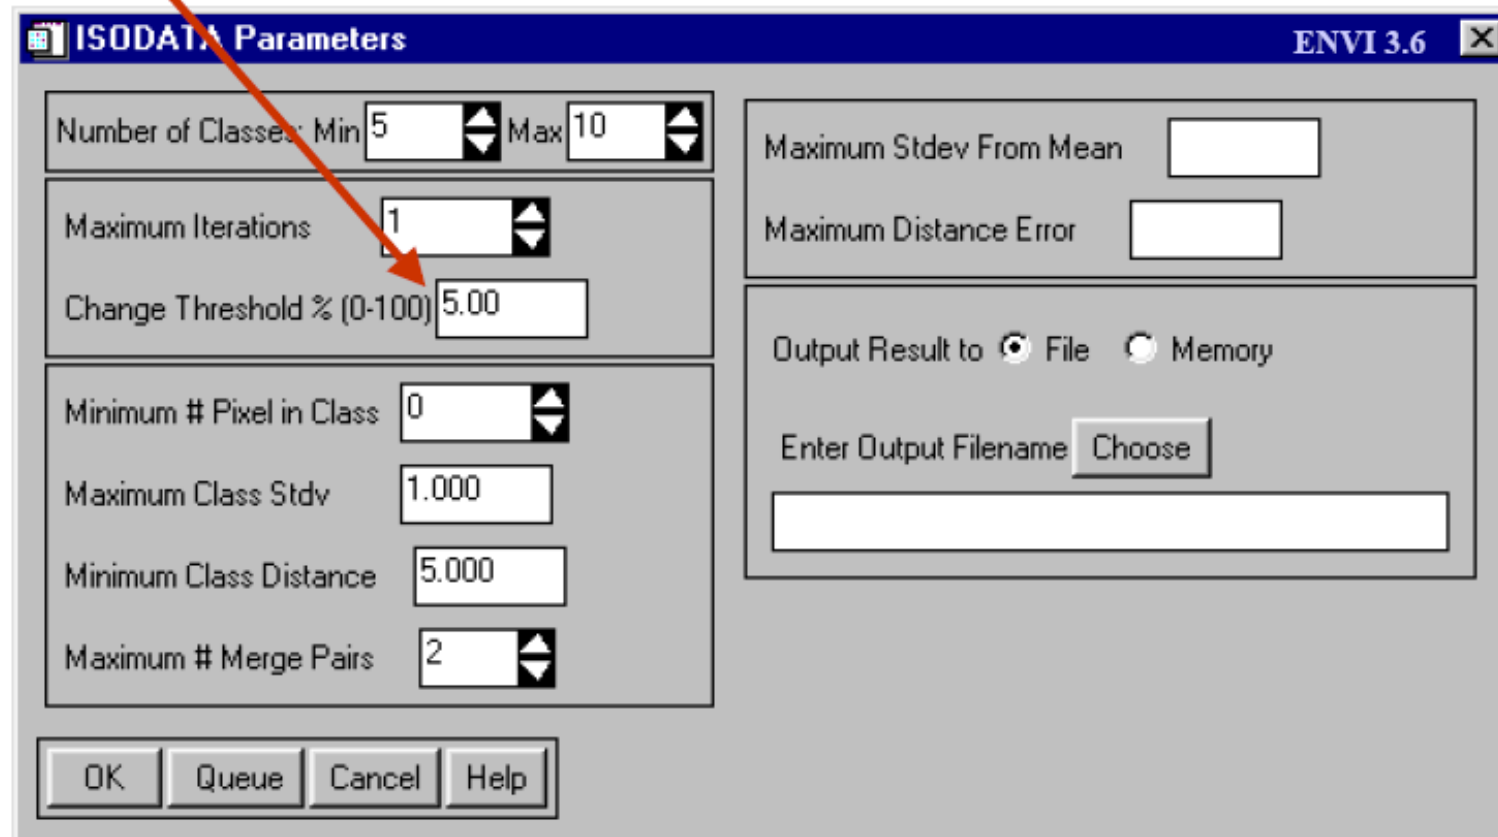 ISODATA Parameters ENVI 3.6
Number of Classes: Min 5 Max 10
Maximum Iterations 1
Change Threshold % (0-100) 5.00
Minimum # Pixel in Class 0
Maximum Class Stdv 1.000
Minimum Class Distance 5.000
Maximum # Merge Pairs 2
Maximum Stdev From Mean
Maximum Distance Error
Output Result to File Memory
Enter Output Filename Choose
OK Queue Cancel Help